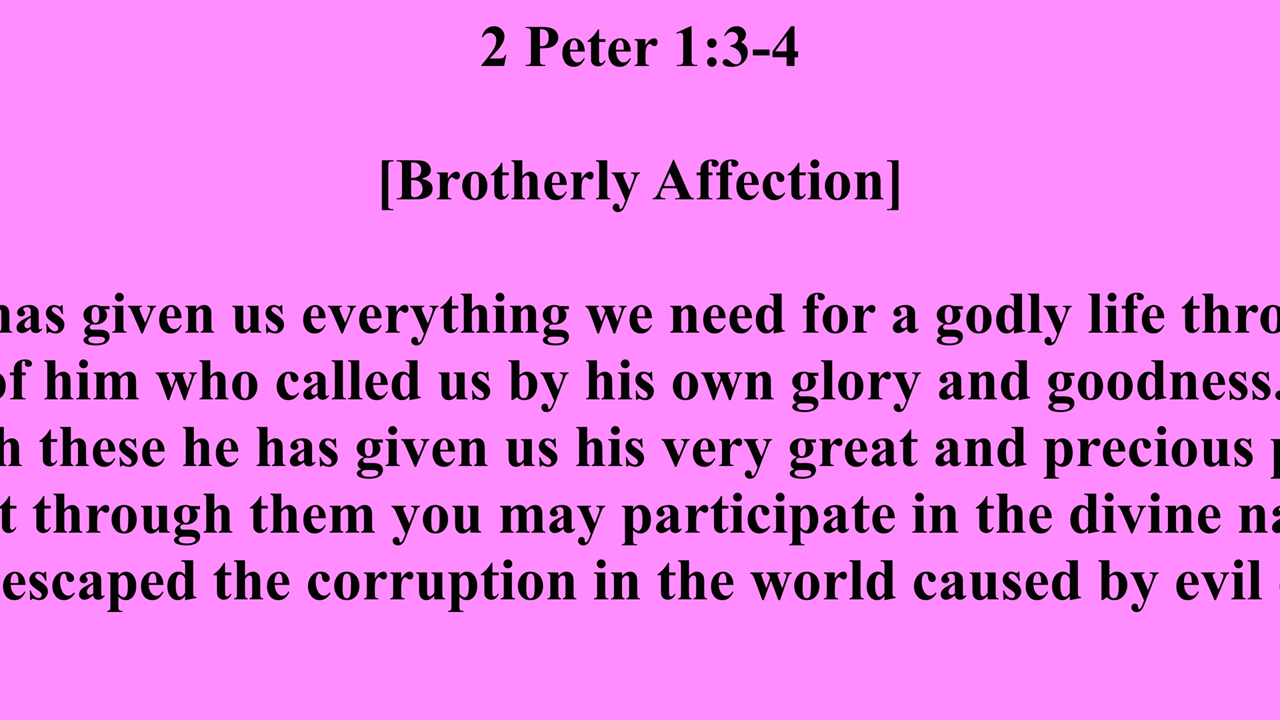 2 Peter 1:3-4
[Brotherly Affection]
has given us everything we need for a godly life thro
of him who called us by his own glory and goodness.
h these he has given us his very great and precious
t through them you may participate in the divine na
escaped the corruption in the world caused by evil